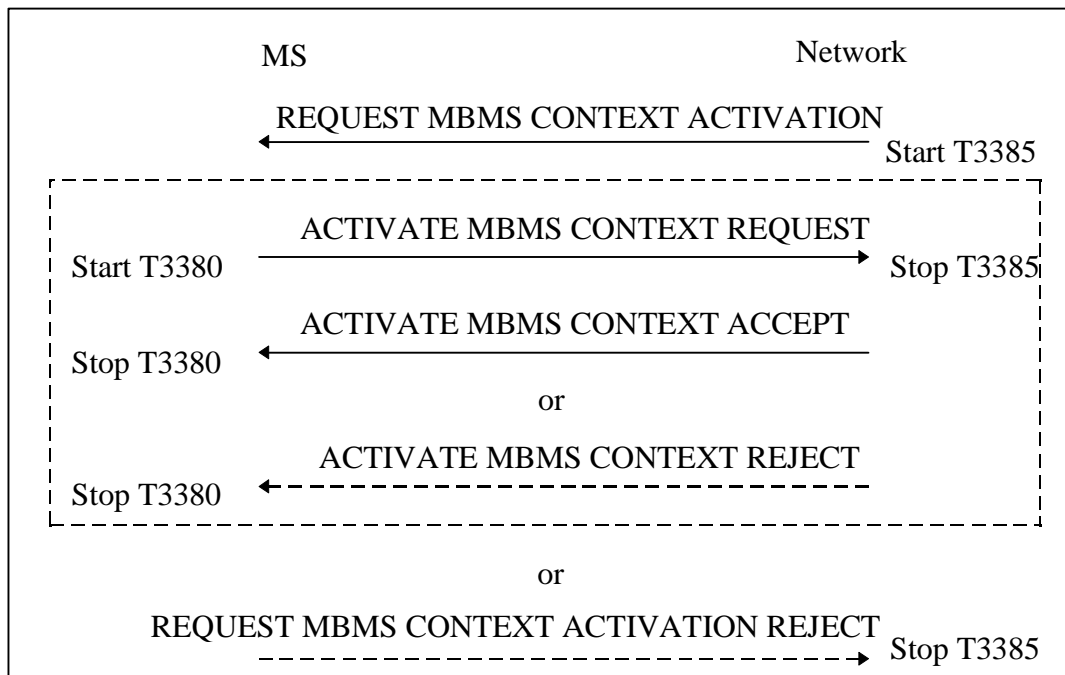 MS
Network
REQUEST MBMS CONTEXT ACTIVATION
Start T3385
ACTIVATE MBMS CONTEXT REQUEST
Start T3380
Stop T3385
ACTIVATE MBMS CONTEXT ACCEPT
Stop T3380
or
ACTIVATE MBMS CONTEXT REJECT
Stop T3380
or
REQUEST MBMS CONTEXT ACTIVATION REJECT
Stop T3385